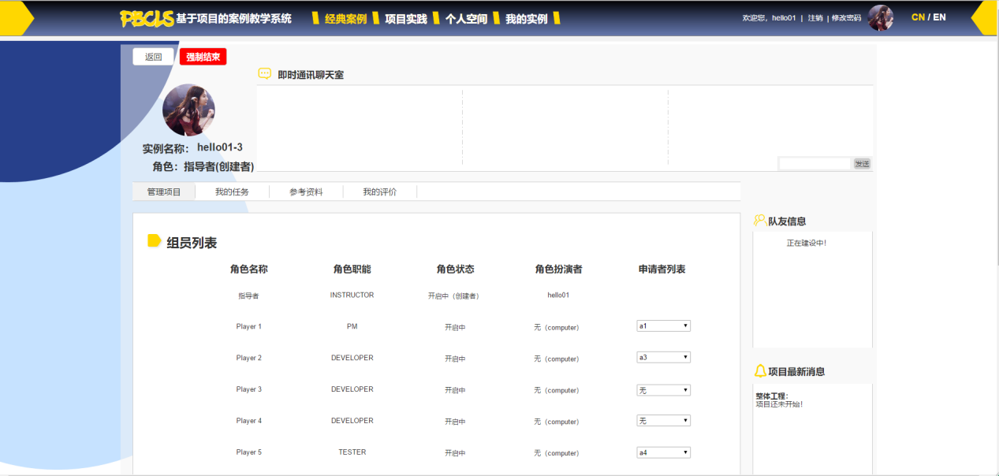 PBCLS 基于项目的案例教学系统 经典案例 项目实践 个人空间 我的实例 欢迎您，hello01 | 注销 | 修改密码 CN / EN
返回 强制结束
即时通讯聊天室
实例名称： hello01-3
角色：指导者(创建者)
发送
管理项目 我的任务 参考资料 我的评价
组员列表
角色名称 角色职能 角色状态 角色扮演者 申请者列表
指导者 INSTRUCTOR 开启中（创建者） hello01
Player 1 PM 开启中 无（computer） a1
Player 2 DEVELOPER 开启中 无（computer） a3
Player 3 DEVELOPER 开启中 无（computer） 无
Player 4 DEVELOPER 开启中 无（computer） 无
Player 5 TESTER 开启中 无（computer） a4
队友信息
正在建设中！
项目最新消息
整体工程：
项目还未开始！